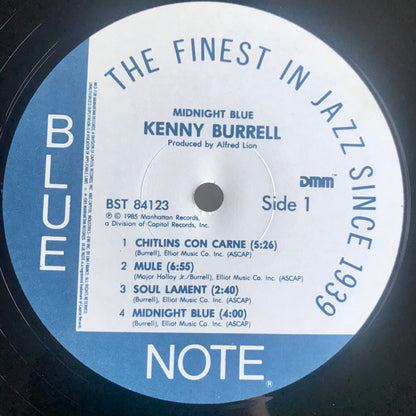 THE FINEST IN JAZZ SINCE 1939
BLUE
MIDNIGHT BLUE
KENNY BURRELL
Produced by Alfred Lion
DMM™
BST 84123
Side 1
Ⓟ © 1985 Manhattan Records,
a Division of Capitol Records, Inc.
1 CHITLINS CON CARNE (5:26)
(Burrell), Elliot Music Co. Inc. (ASCAP)
2 MULE (6:55)
(Major Holley Jr./Burrell), Elliot Music Co. Inc. (ASCAP)
3 SOUL LAMENT (2:40)
(Burrell), Elliot Music Co. Inc. (ASCAP)
4 MIDNIGHT BLUE (4:00)
(Burrell), Elliot Music Co. Inc. (ASCAP)
NOTE®